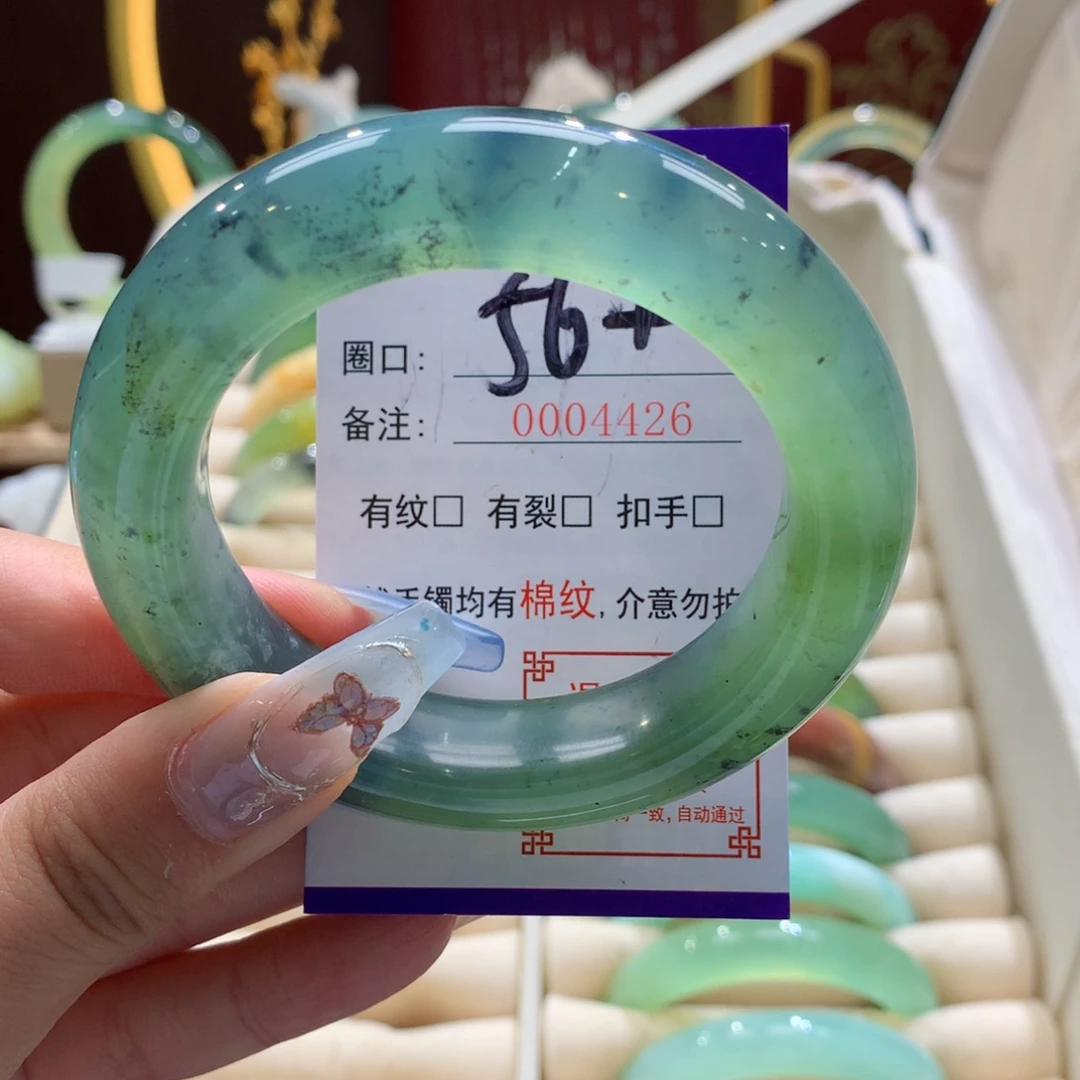 圈口: 56+
备注: 0004426
有纹□ 有裂□ 扣手□
手镯均有棉纹, 介意勿拍
一致, 自动通过